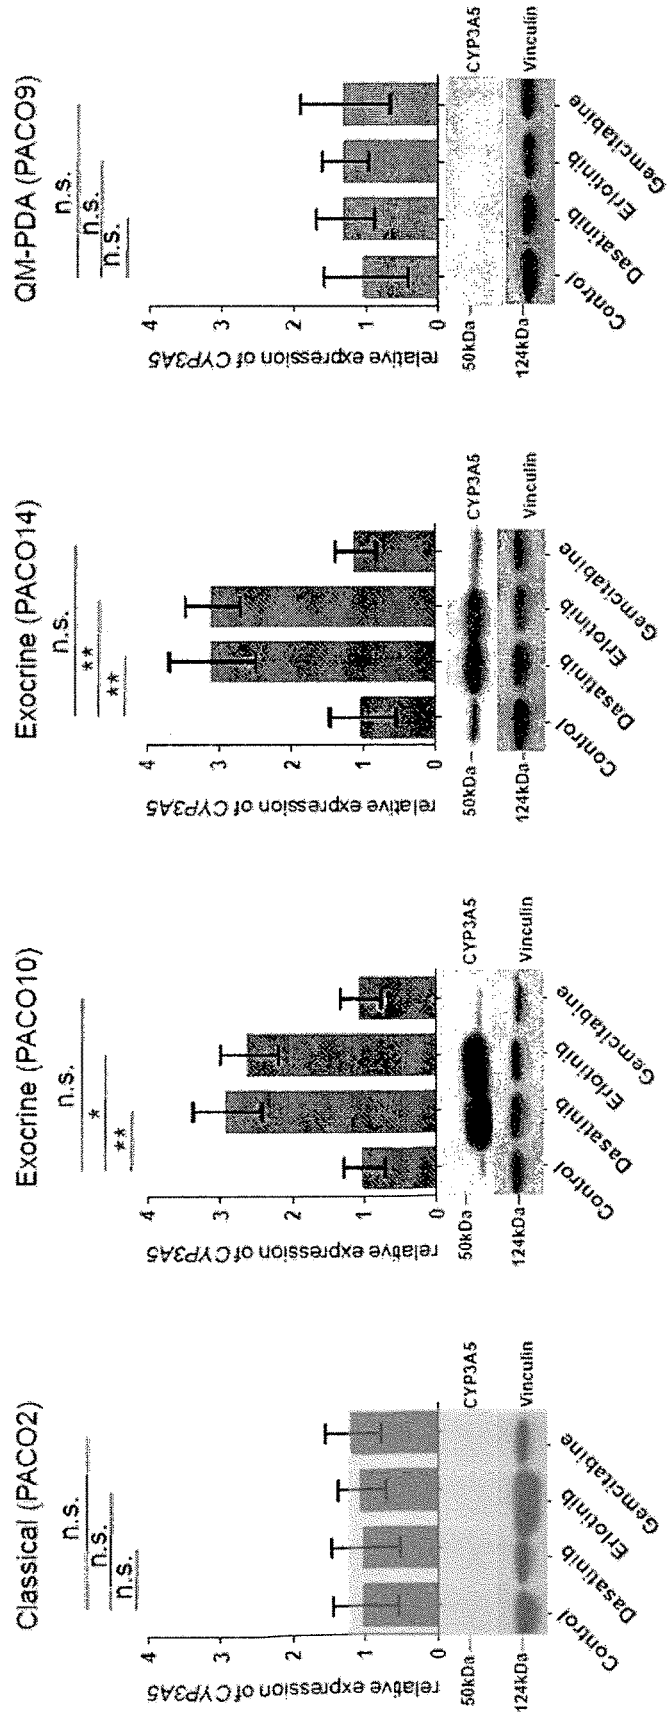 Classical (PACO2)
n.s.
n.s.
n.s.
relative expression of CYP3A5
4
3
2
1
0
50kDa
CYP3A5
124kDa
Vinculin
Control
Dasatinib
Erlotinib
Gemcitabine
Exocrine (PACO10)
n.s.
*
**
relative expression of CYP3A5
4
3
2
1
0
50kDa
CYP3A5
124kDa
Vinculin
Control
Dasatinib
Erlotinib
Gemcitabine
Exocrine (PACO14)
n.s.
**
**
relative expression of CYP3A5
4
3
2
1
0
50kDa
CYP3A5
124kDa
Vinculin
Control
Dasatinib
Erlotinib
Gemcitabine
QM-PDA (PACO9)
n.s.
n.s.
n.s.
relative expression of CYP3A5
4
3
2
1
0
50kDa
CYP3A5
124kDa
Vinculin
Control
Dasatinib
Erlotinib
Gemcitabine